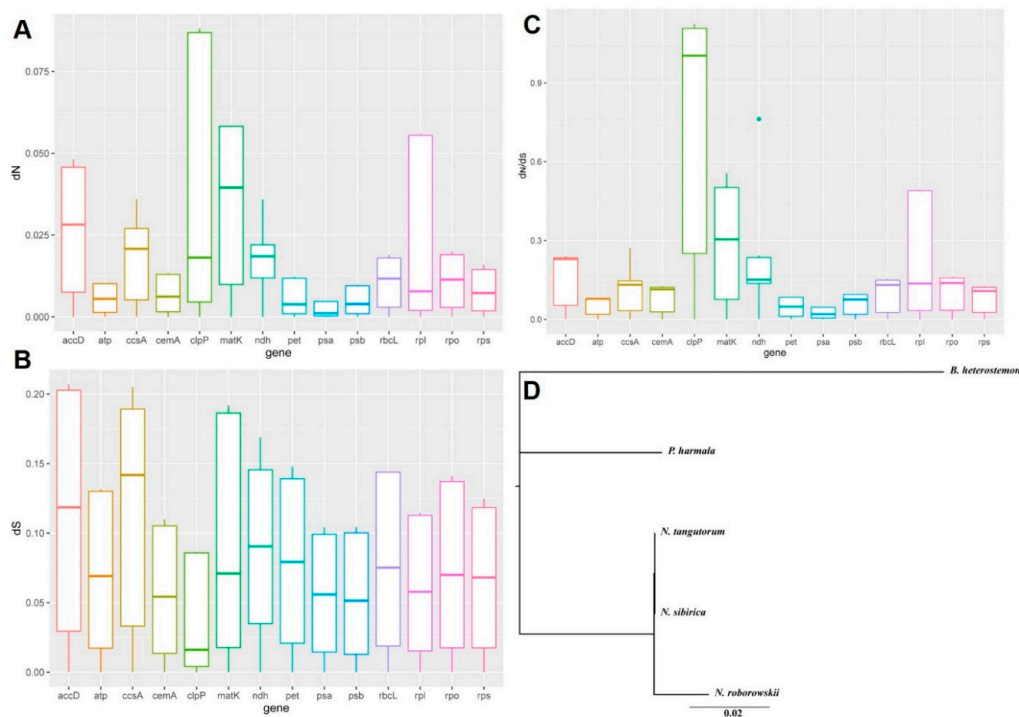 A
dN
0.075
0.050
0.025
0.000
accD atp ccsA cemA clpP matK ndh pet psa psb rbcL rpl rpo rps
gene
C
dN/dS
0.9
0.6
0.3
0.0
accD atp ccsA cemA clpP matK ndh pet psa psb rbcL rpl rpo rps
gene
B
dS
0.20
0.15
0.10
0.05
0.00
accD atp ccsA cemA clpP matK ndh pet psa psb rbcL rpl rpo rps
gene
D
B. heterostemon
P. harmala
N. tangutorum
N. sibirica
N. roborowskii
0.02